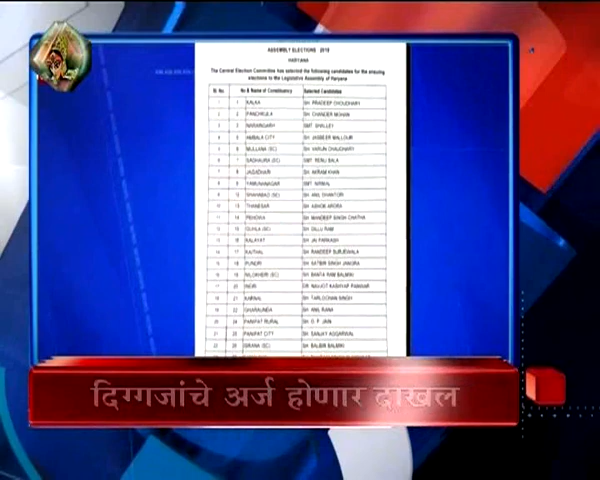 ASSEMBLY ELECTIONS 2019
HARYANA
The Central Election Committee has selected the following candidates for the ensuing
elections to the Legislative Assembly of Haryana
Sl. No. No & Name of Constituency Selected Candidates
1 1 KALKA SH. PRADEEP CHOUDHARY
2 2 PANCHKULA SH. CHANDER MOHAN
3 3 NARAINGARH SMT. SHALLEY
4 4 AMBALA CITY SH. JASBEER MALLOUR
5 6 MULLANA (SC) SH. VARUN CHAUDHARY
6 7 SADHAURA (SC) SMT. RENU BALA
7 8 JAGADHARI SH. AKRAM KHAN
8 9 YAMUNANAGAR SMT. NIRMAL
9 12 SHAHABAD (SC) SH. ANIL DHANTORI
10 13 THANESAR SH. ASHOK ARORA
11 14 PEHOWA SH. MANDEEP SINGH CHATHA
12 15 GUHLA (SC) SH. DILLU RAM
13 16 KALAYAT SH. JAI PARKASH
14 17 KAITHAL SH. RANDEEP SURJEWALA
15 18 PUNDRI SH. SATBIR SINGH JANGRA
16 19 NILOKHERI (SC) SH. BANTA RAM BALMIKI
17 20 INDRI DR. NAVJOT KASHYAP PANWAR
18 21 KARNAL SH. TARLOCHAN SINGH
19 22 GHARAUNDA SH. ANIL RANA
20 24 PANIPAT RURAL SH. O. P. JAIN
21 25 PANIPAT CITY SH. SANJAY AGGARWAL
22 26 ISRANA (SC) SH. BALBIR BALMIKI
दिग्गजांचे अर्ज होणार दाखल